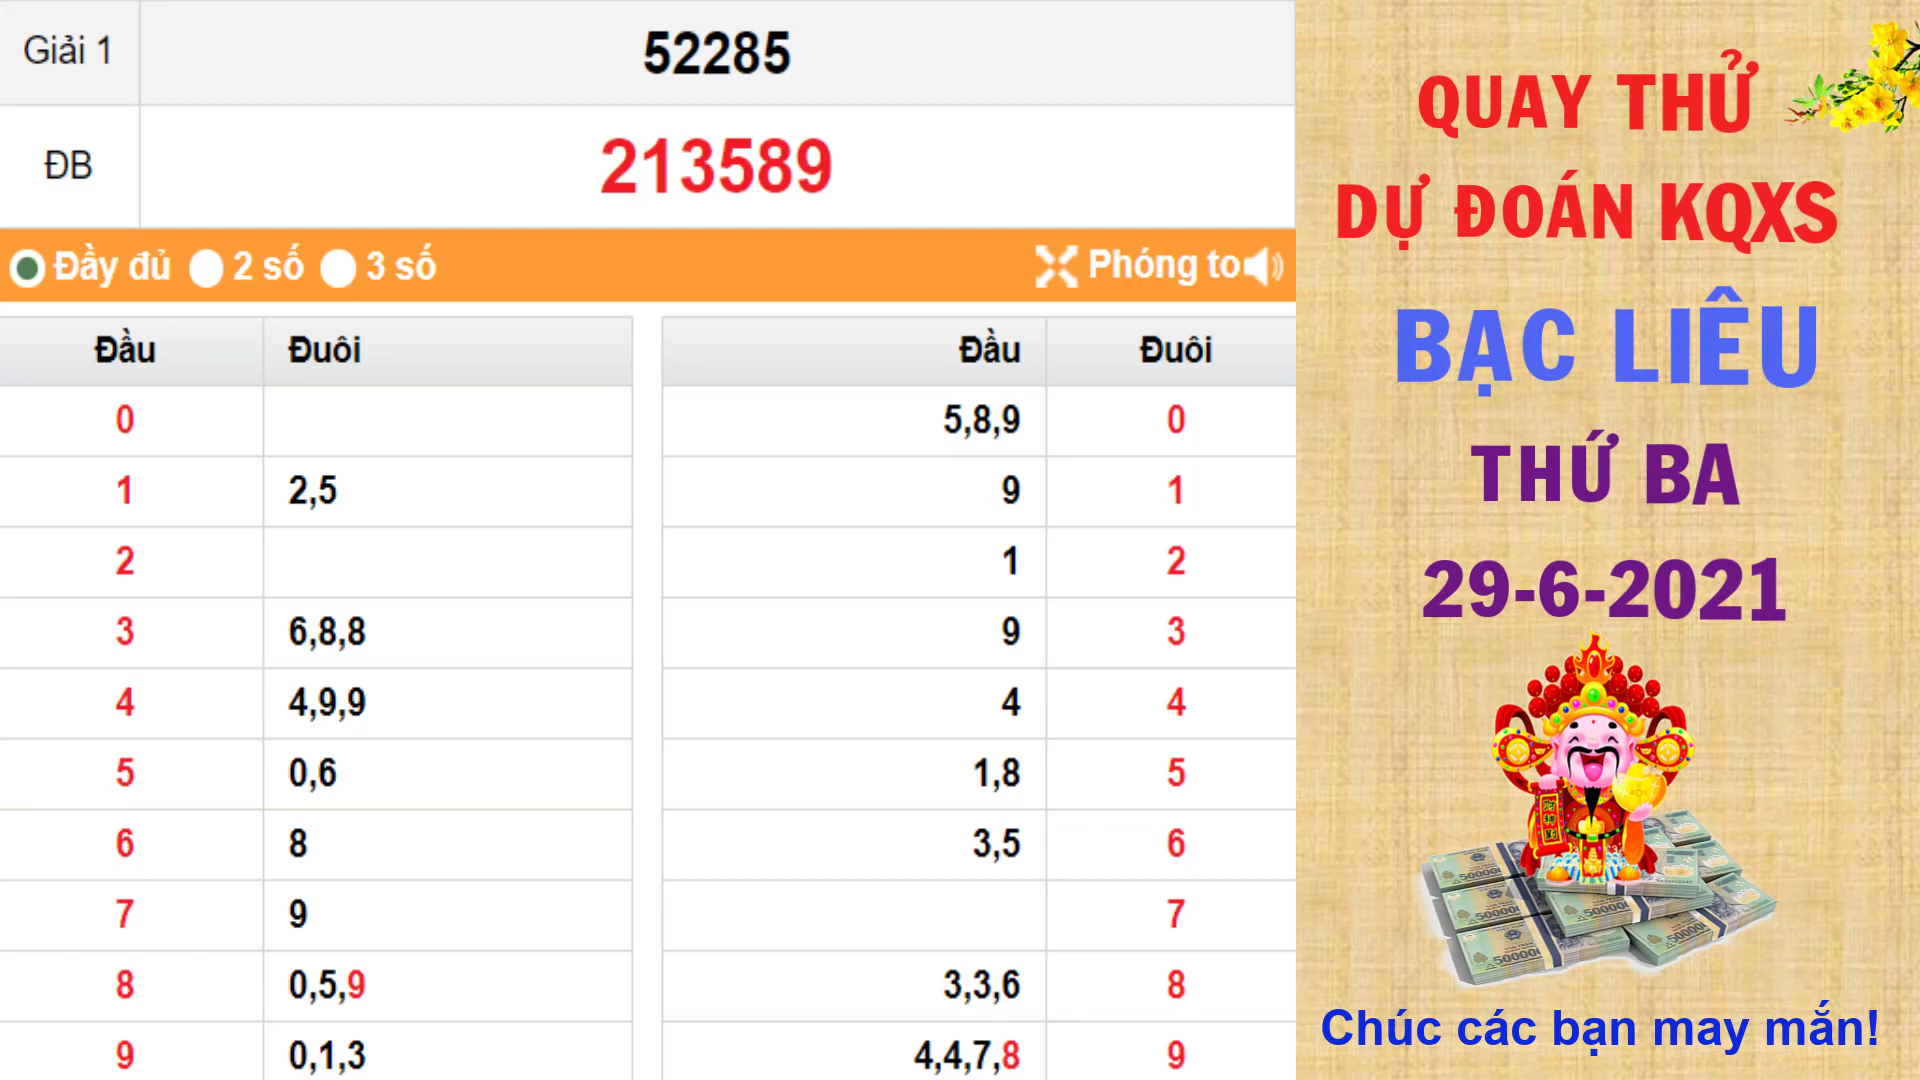 Giải 1 52285
ĐB 213589
Đầy đủ 2 số 3 số Phóng to
Đầu Đuôi Đầu Đuôi
0 5,8,9 0
1 2,5 9 1
2 1 2
3 6,8,8 9 3
4 4,9,9 4 4
5 0,6 1,8 5
6 8 3,5 6
7 9 7
8 0,5,9 3,3,6 8
9 0,1,3 4,4,7,8 9
QUAY THỬ
DỰ ĐOÁN KQXS
BẠC LIÊU
THỨ BA
29-6-2021
Chúc các bạn may mắn!